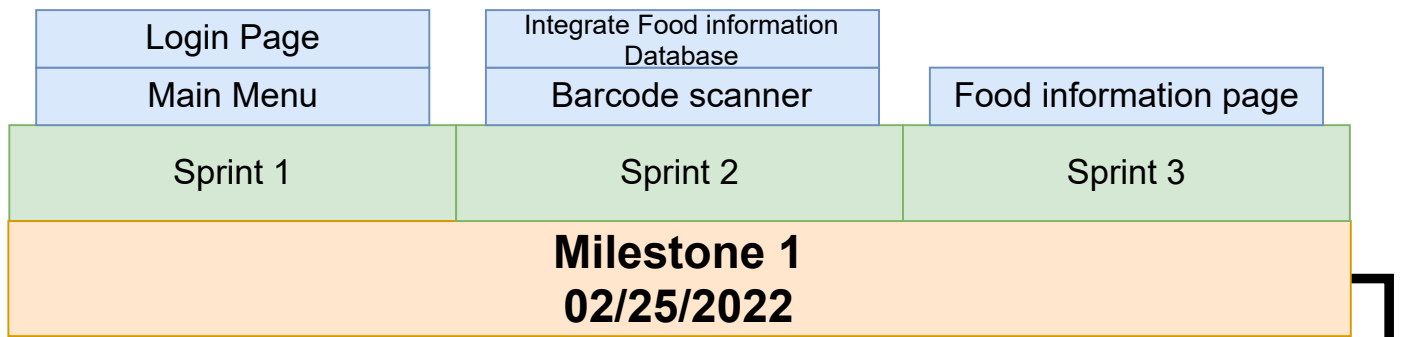 Login Page
Main Menu
Integrate Food information
Database
Barcode scanner
Food information page
Sprint 1
Sprint 2
Sprint 3
Milestone 1
02/25/2022